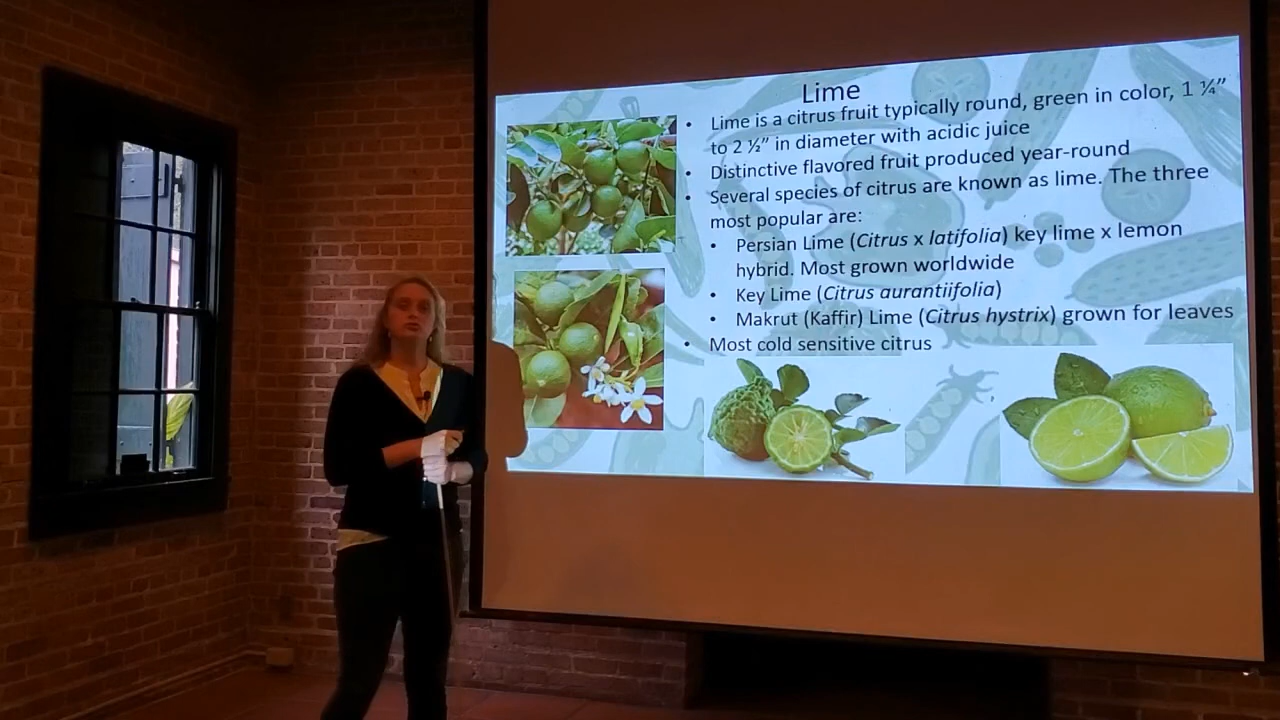 Lime
• Lime is a citrus fruit typically round, green in color, 1 ¼”
to 2 ½” in diameter with acidic juice
• Distinctive flavored fruit produced year-round
• Several species of citrus are known as lime. The three
most popular are:
• Persian Lime (Citrus x latifolia) key lime x lemon
hybrid. Most grown worldwide
• Key Lime (Citrus aurantiifolia)
• Makrut (Kaffir) Lime (Citrus hystrix) grown for leaves
• Most cold sensitive citrus